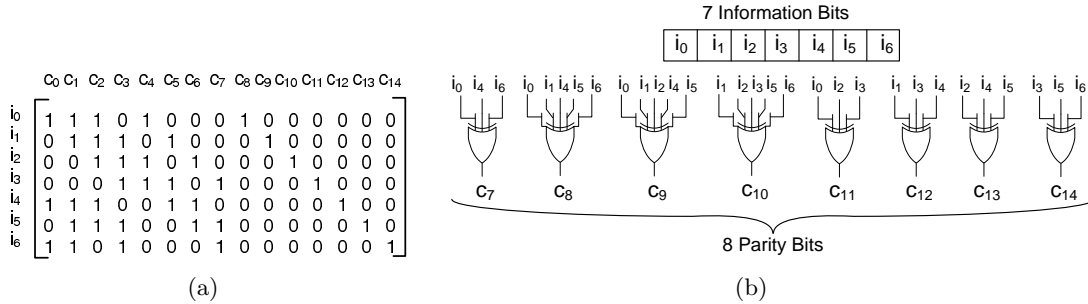 c₀ c₁ c₂ c₃ c₄ c₅ c₆ c₇ c₈ c₉ c₁₀ c₁₁ c₁₂ c₁₃ c₁₄
i₀ 1 1 1 0 1 0 0 0 1 0 0 0 0 0 0
i₁ 0 1 1 1 0 1 0 0 0 1 0 0 0 0 0
i₂ 0 0 1 1 1 0 1 0 0 0 1 0 0 0 0
i₃ 0 0 0 1 1 1 0 1 0 0 0 1 0 0 0
i₄ 1 1 1 0 0 1 1 0 0 0 0 0 1 0 0
i₅ 0 1 1 1 0 0 1 1 0 0 0 0 0 1 0
i₆ 1 1 0 1 0 0 0 1 0 0 0 0 0 0 1
(a)
7 Information Bits
i₀ i₁ i₂ i₃ i₄ i₅ i₆
i₀ i₄ i₆ i₀ i₁ i₄ i₅ i₆ i₀ i₁ i₂ i₄ i₅ i₁ i₂ i₃ i₅ i₆ i₀ i₂ i₃ i₁ i₃ i₄ i₂ i₄ i₅ i₃ i₅ i₆
c₇ c₈ c₉ c₁₀ c₁₁ c₁₂ c₁₃ c₁₄
8 Parity Bits
(b)